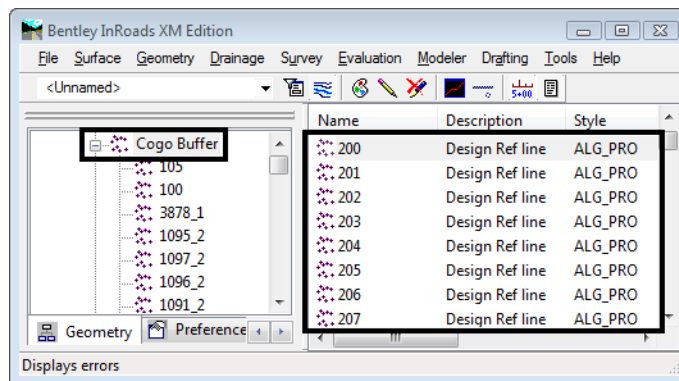 Bentley InRoads XM Edition
File Surface Geometry Drainage Survey Evaluation Modeler Drafting Tools Help
<Unnamed>
5+00
Cogo Buffer
105
100
3878_1
1095_2
1097_2
1096_2
1091_2
Geometry Preference
Name Description Style
200 Design Ref line ALG_PRO
201 Design Ref line ALG_PRO
202 Design Ref line ALG_PRO
203 Design Ref line ALG_PRO
204 Design Ref line ALG_PRO
205 Design Ref line ALG_PRO
206 Design Ref line ALG_PRO
207 Design Ref line ALG_PRO
Displays errors